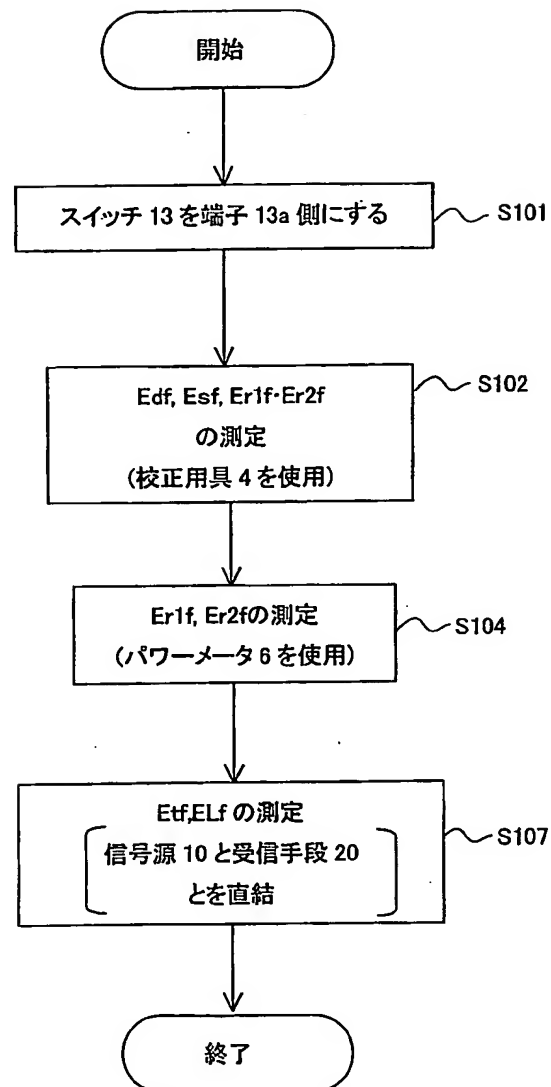 開始
スイッチ 13 を端子 13a 側にする
S101
Edf, Esf, Er1f・Er2f
の測定
(校正用具 4 を使用)
S102
Er1f, Er2fの測定
(パワーメータ 6 を使用)
S104
Etf,ELf の測定
信号源 10 と受信手段 20
とを直結
S107
終了